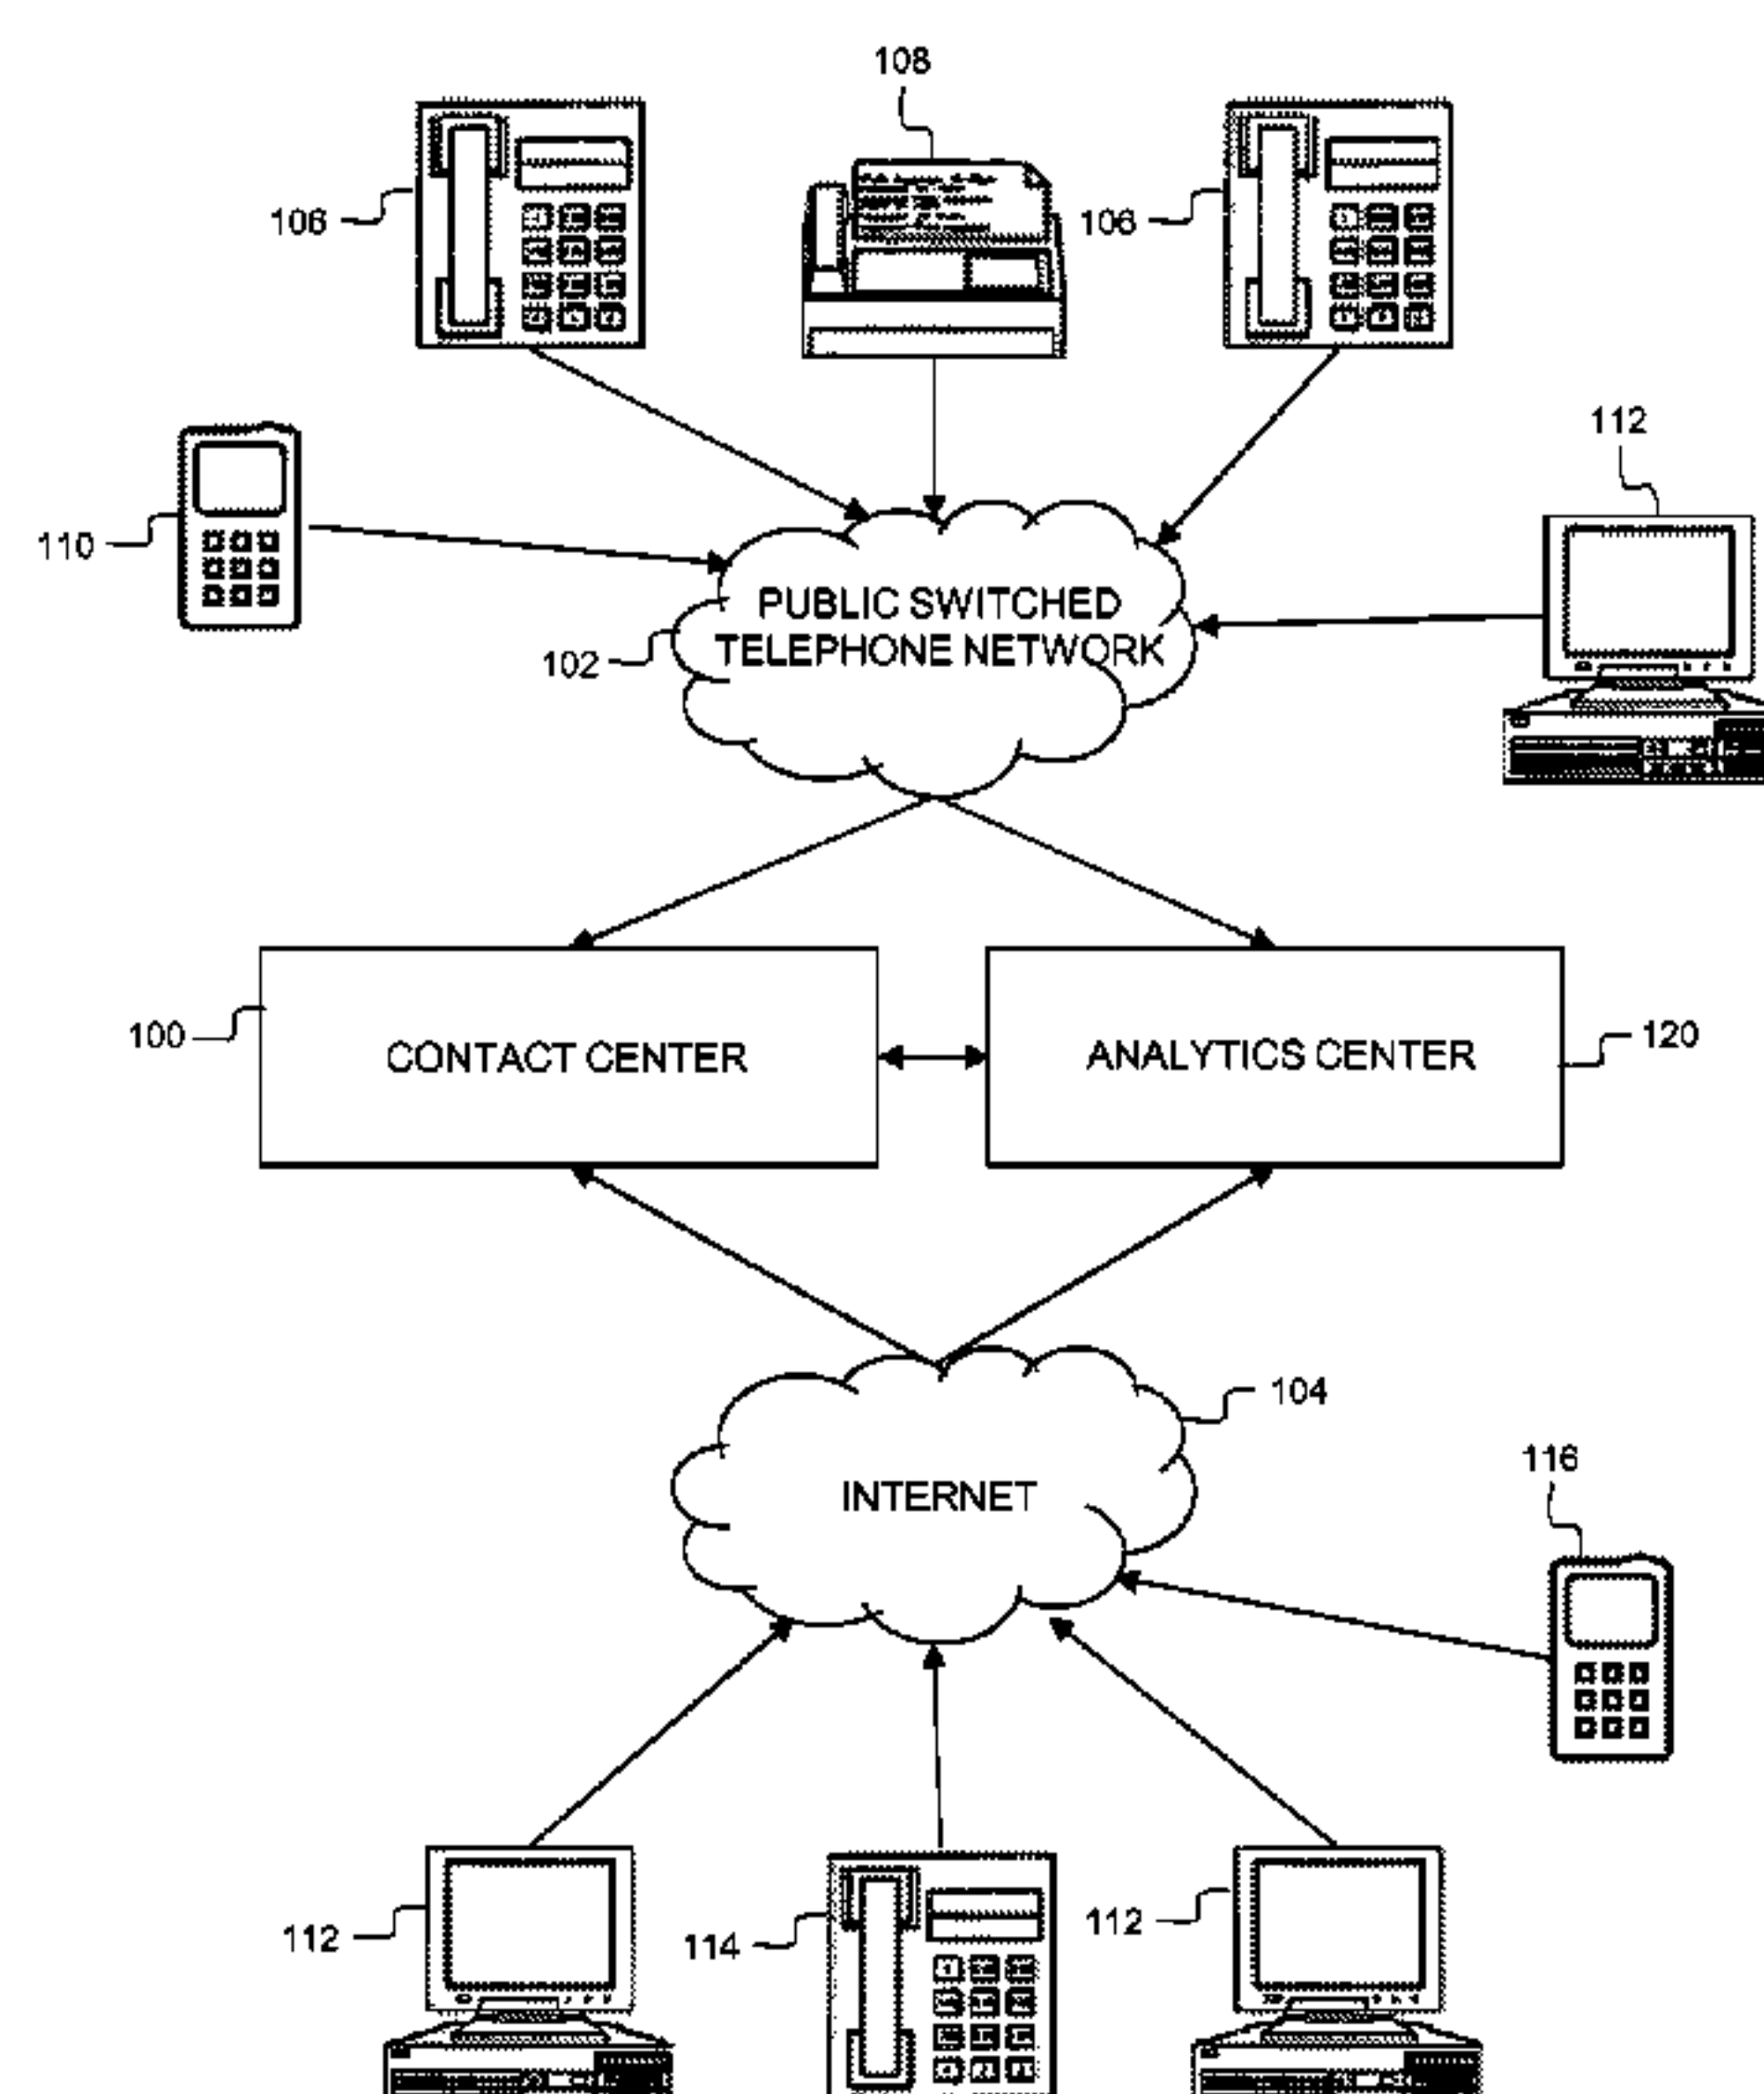 108
106
106
112
110
PUBLIC SWITCHED
TELEPHONE NETWORK
102
100
CONTACT CENTER
ANALYTICS CENTER
120
104
INTERNET
116
112
114
112